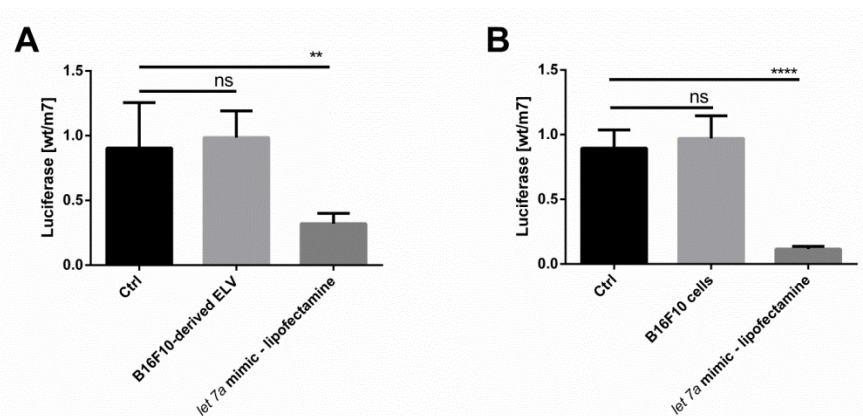 A
**
ns
1.5
1.0
0.5
0.0
Luciferase [wt/m7]
Ctrl
B16F10-derived ELV
let 7a mimic - lipofectamine
B
****
ns
1.5
1.0
0.5
0.0
Luciferase [wt/m7]
Ctrl
B16F10 cells
let 7a mimic - lipofectamine